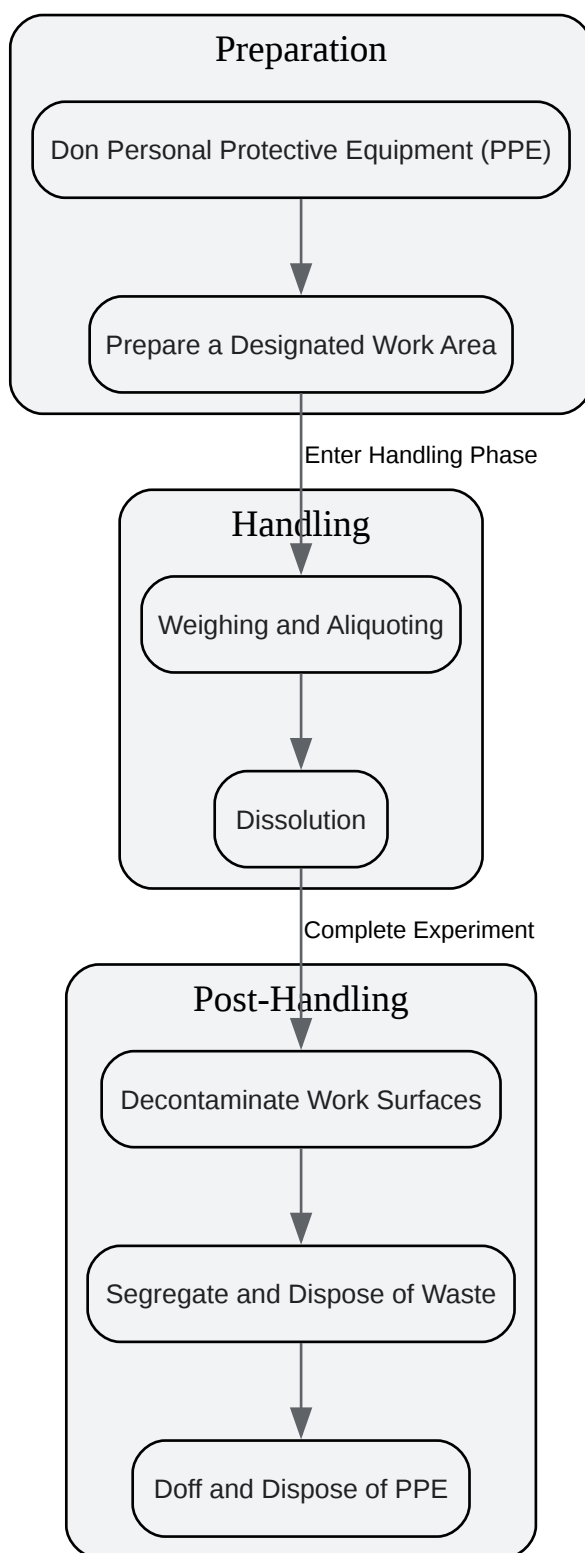 Preparation
Don Personal Protective Equipment (PPE)
Prepare a Designated Work Area
Enter Handling Phase
Handling
Weighing and Aliquoting
Dissolution
Complete Experiment
Post-Handling
Decontaminate Work Surfaces
Segregate and Dispose of Waste
Doff and Dispose of PPE